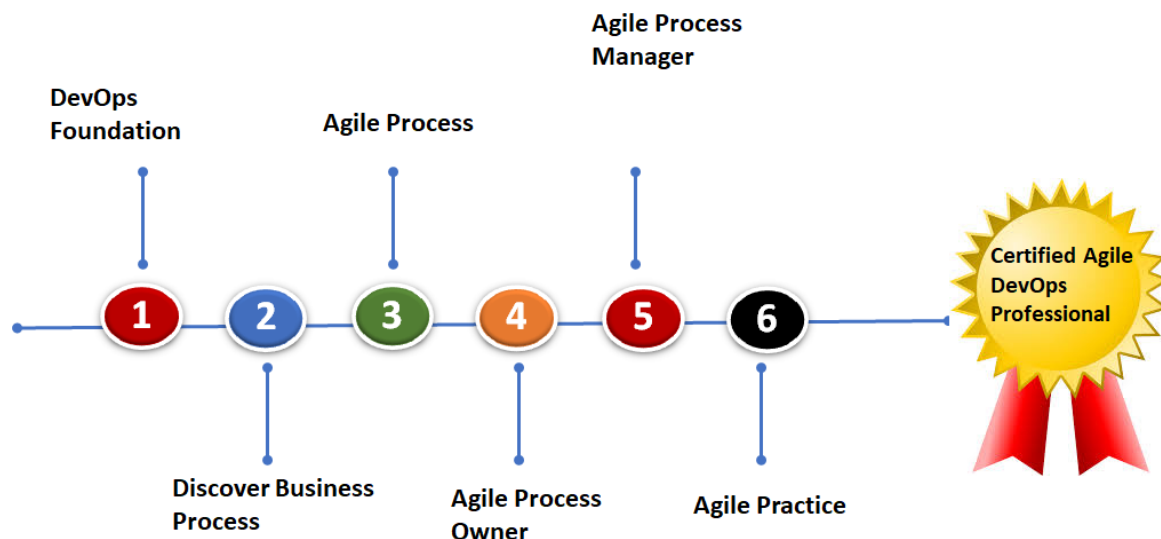 Agile Process
Manager
DevOps
Foundation
Agile Process
Certified Agile
DevOps
Professional
1
2
3
4
5
6
Discover Business
Process
Agile Process
Owner
Agile Practice